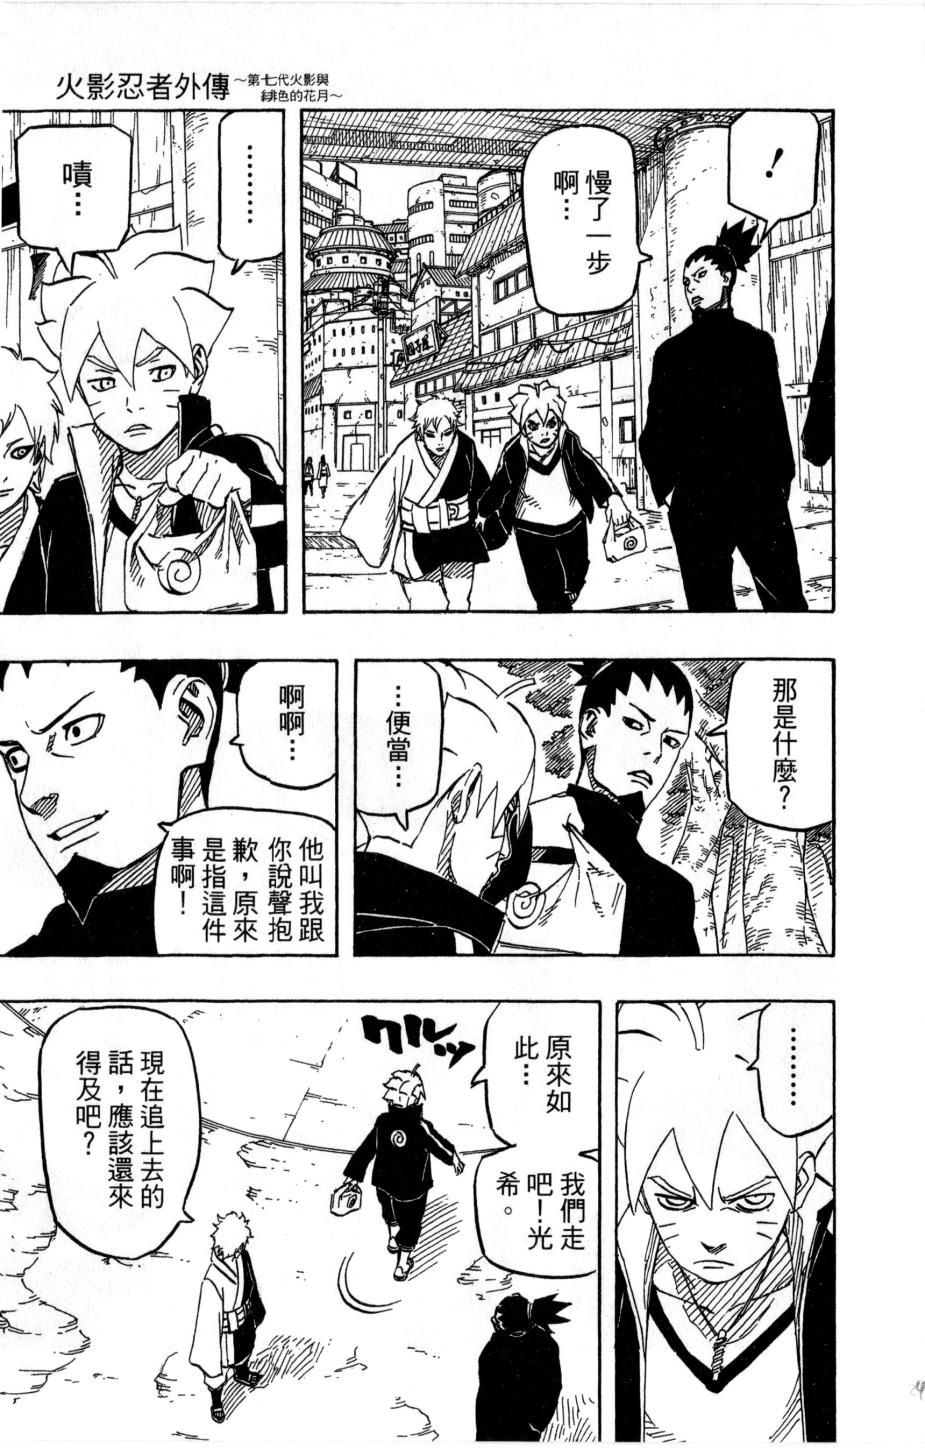 火影忍者外傳
~第七代火影與
緋色的花月~
！
慢了一步
啊…
………
嘖…
那是什麼？
…便當…
啊啊…
他叫我跟
你說聲抱
歉，原來
是指這件
事啊！
………
原來如
此…
我們走
吧！光
希。
クルッ
現在追上去的
話，應該還來
得及吧？